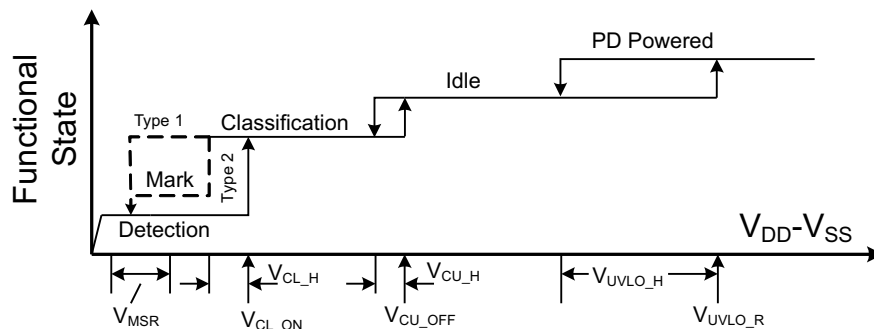 Functional
State
PD Powered
Idle
Type 1
Classification
Mark
Type 2
Detection
VDD-VSS
VCL_H
VCU_H
VUVLO_H
VMSR
VCL_ON
VCU_OFF
VUVLO_R